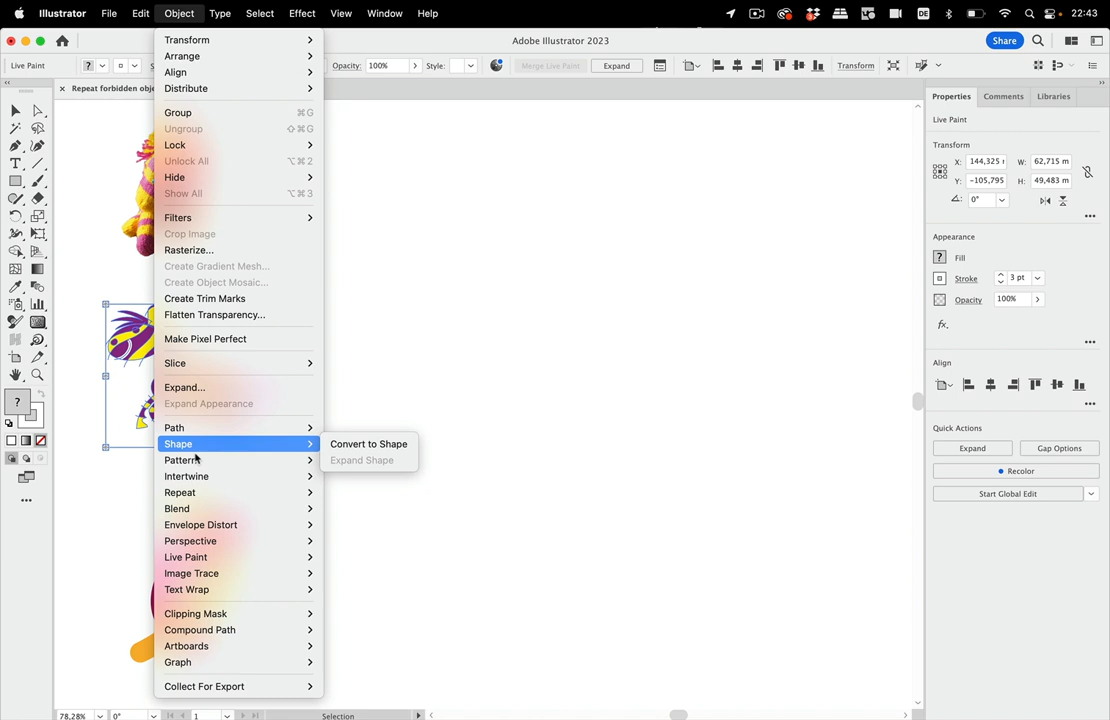 Illustrator File Edit Object Type Select Effect View Window Help DE 22:43
Adobe Illustrator 2023 Share
Live Paint ? Opacity: 100% Style: Merge Live Paint Expand Transform
× Repeat forbidden obje
Transform
Arrange
Align
Distribute
Group ⌘G
Ungroup ⇧⌘G
Lock
Unlock All ⌥⌘2
Hide
Show All ⌥⌘3
Filters
Crop Image
Rasterize...
Create Gradient Mesh...
Create Object Mosaic...
Create Trim Marks
Flatten Transparency...
Make Pixel Perfect
Slice
Expand...
Expand Appearance
Path
Shape
Pattern
Intertwine
Repeat
Blend
Envelope Distort
Perspective
Live Paint
Image Trace
Text Wrap
Clipping Mask
Compound Path
Artboards
Graph
Collect For Export
Convert to Shape
Expand Shape
?
Properties Comments Libraries
Live Paint
Transform
X: 144,325 W: 62,715 m
Y: -105,795 H: 49,483 m
0°
Appearance
? Fill
Stroke 3 pt
Opacity 100%
fx.
Align
Quick Actions
Expand Gap Options
Recolor
Start Global Edit
78,28% 0° 1 Selection